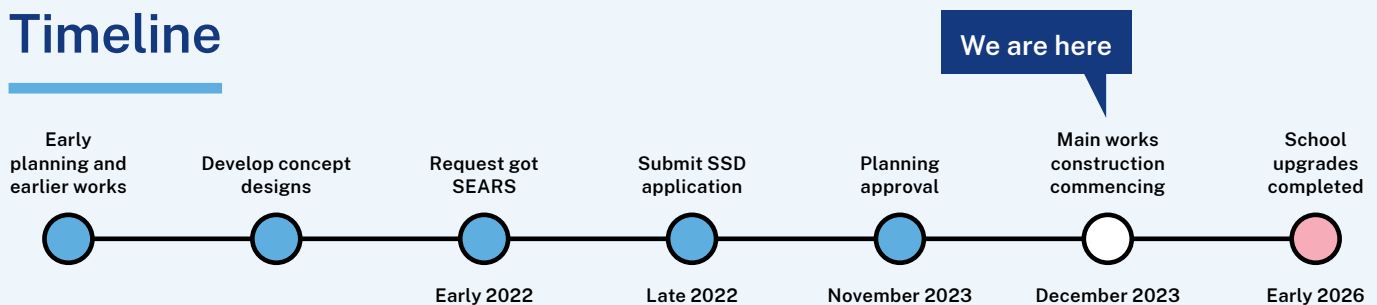 Timeline
We are here
Early
planning and
earlier works
Develop concept
designs
Request got
SEARS
Early 2022
Submit SSD
application
Late 2022
Planning
approval
November 2023
Main works
construction
commencing
December 2023
School
upgrades
completed
Early 2026